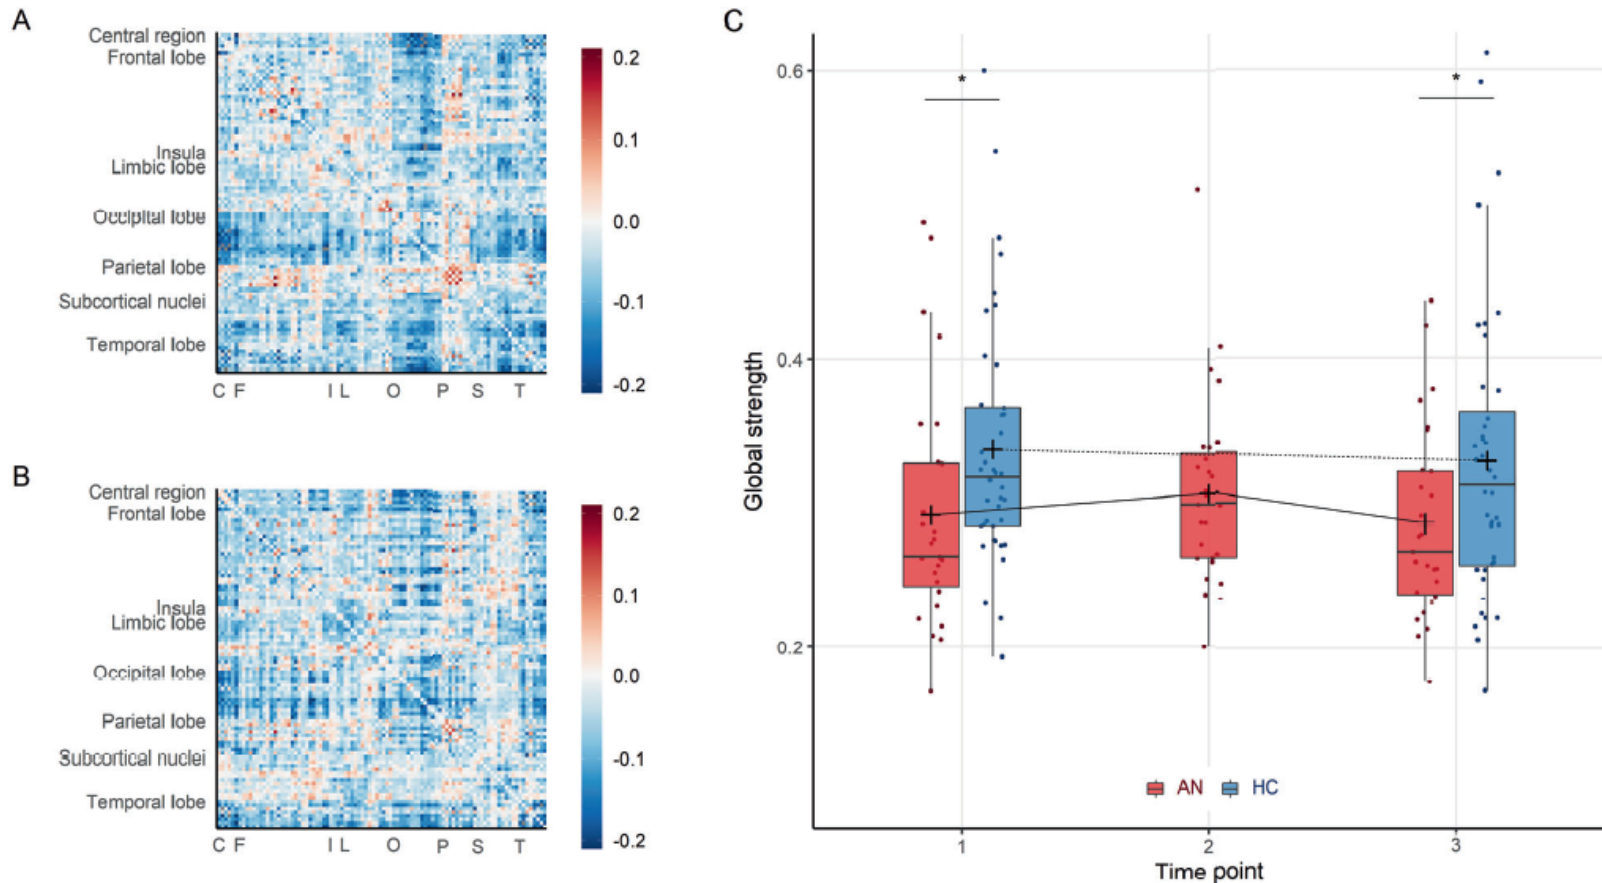 A
Central region
Frontal lobe
Insula
Limbic lobe
Occipital lobe
Parietal lobe
Subcortical nuclei
Temporal lobe
C F I L O P S T
0.2
0.1
0.0
-0.1
-0.2
B
Central region
Frontal lobe
Insula
Limbic lobe
Occipital lobe
Parietal lobe
Subcortical nuclei
Temporal lobe
C F I L O P S T
0.2
0.1
0.0
-0.1
-0.2
C
Global strength
0.6
0.4
0.2
* *
AN HC
1 2 3
Time point